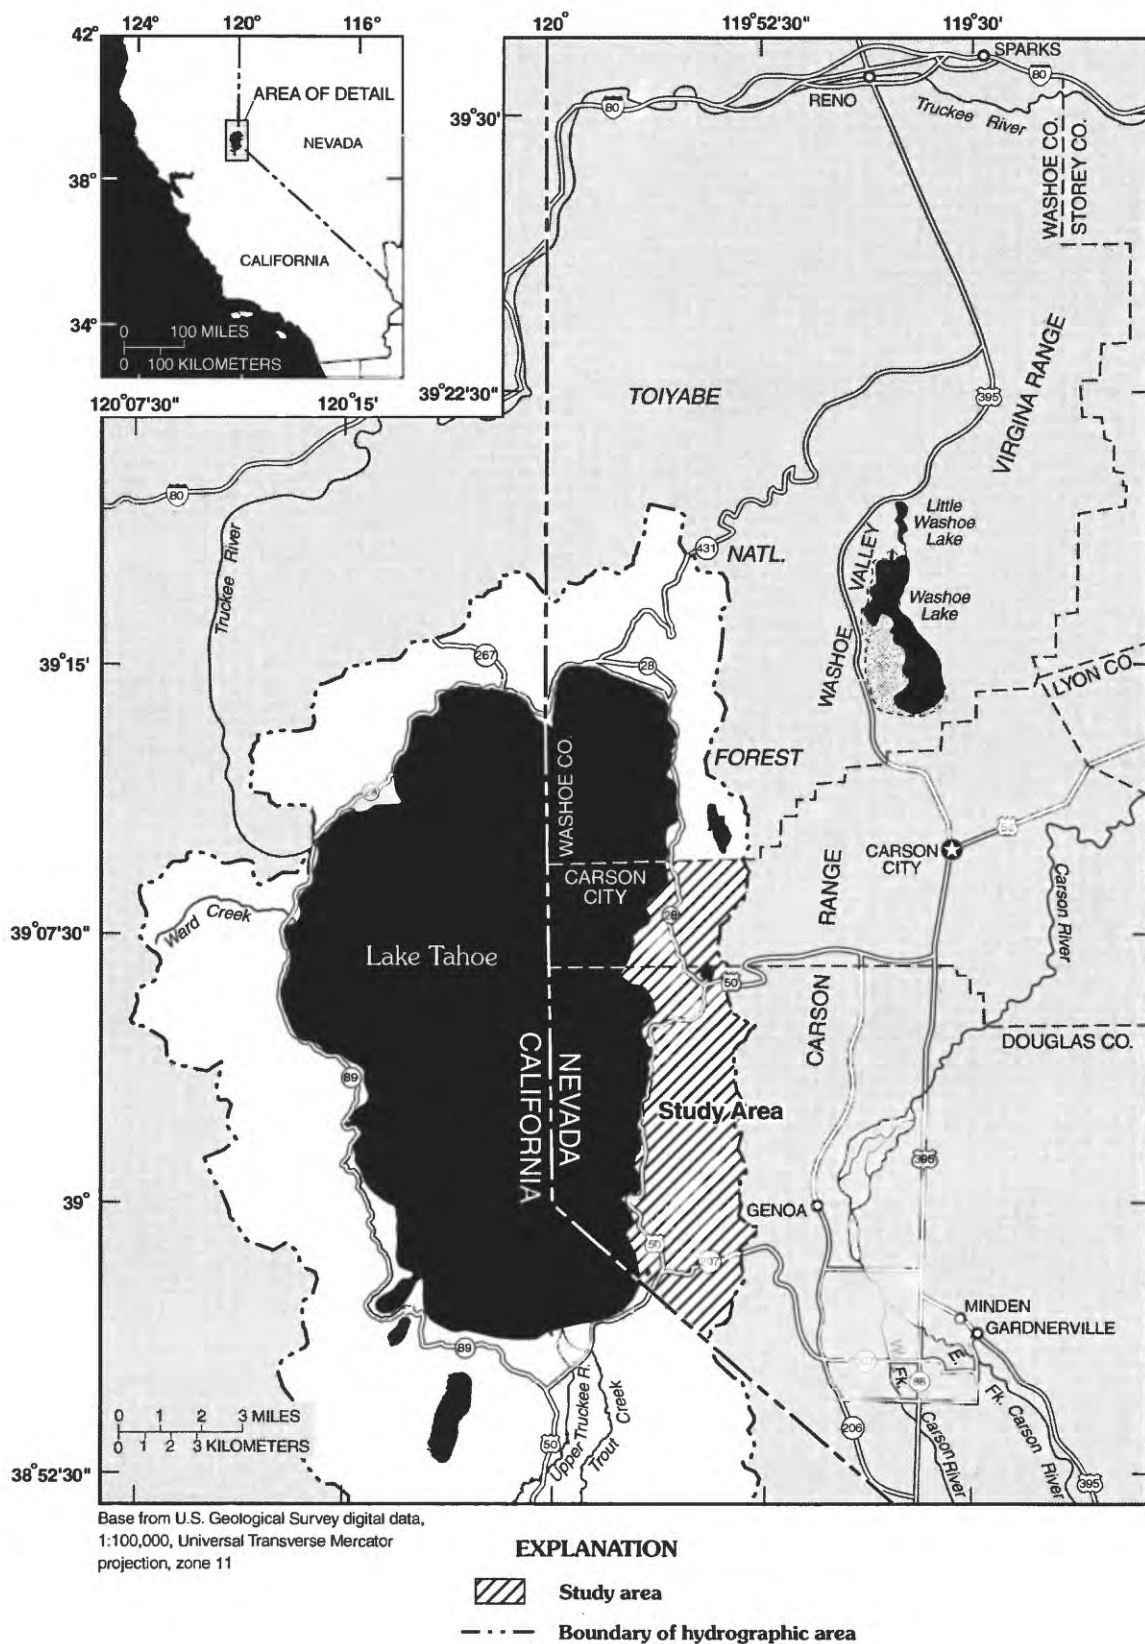 124° 120° 116°
42°
AREA OF DETAIL
NEVADA
38°
CALIFORNIA
34°
0 100 MILES
0 100 KILOMETERS
120° 119°52'30" 119°30'
SPARKS
80
RENO
80
39°30'
Truckee River
WASHOE CO.
STOREY CO.
39°22'30"
120°07'30" 120°15'
TOIYABE
395
VIRGINIA RANGE
80
Truckee River
Little
Washoe
Lake
431
NATL.
Washoe
Lake
WASHOE VALLEY
39°15'
267
28
LYON CO.
FOREST
28
WASHOE CO.
50
CARSON
CITY
CARSON
CITY
Carson River
Ward Creek
28
39°07'30"
Lake Tahoe
50
CARSON RANGE
DOUGLAS CO.
NEVADA
CALIFORNIA
89
Study Area
395
39°
GENOA
50
207
MINDEN
GARDNERVILLE
89
207
W. Fk. Carson River
88
E. Fk. Carson River
0 1 2 3 MILES
0 1 2 3 KILOMETERS
Upper Truckee R.
Trout Creek
50
206
395
38°52'30"
Base from U.S. Geological Survey digital data,
1:100,000, Universal Transverse Mercator
projection, zone 11
EXPLANATION
Study area
Boundary of hydrographic area